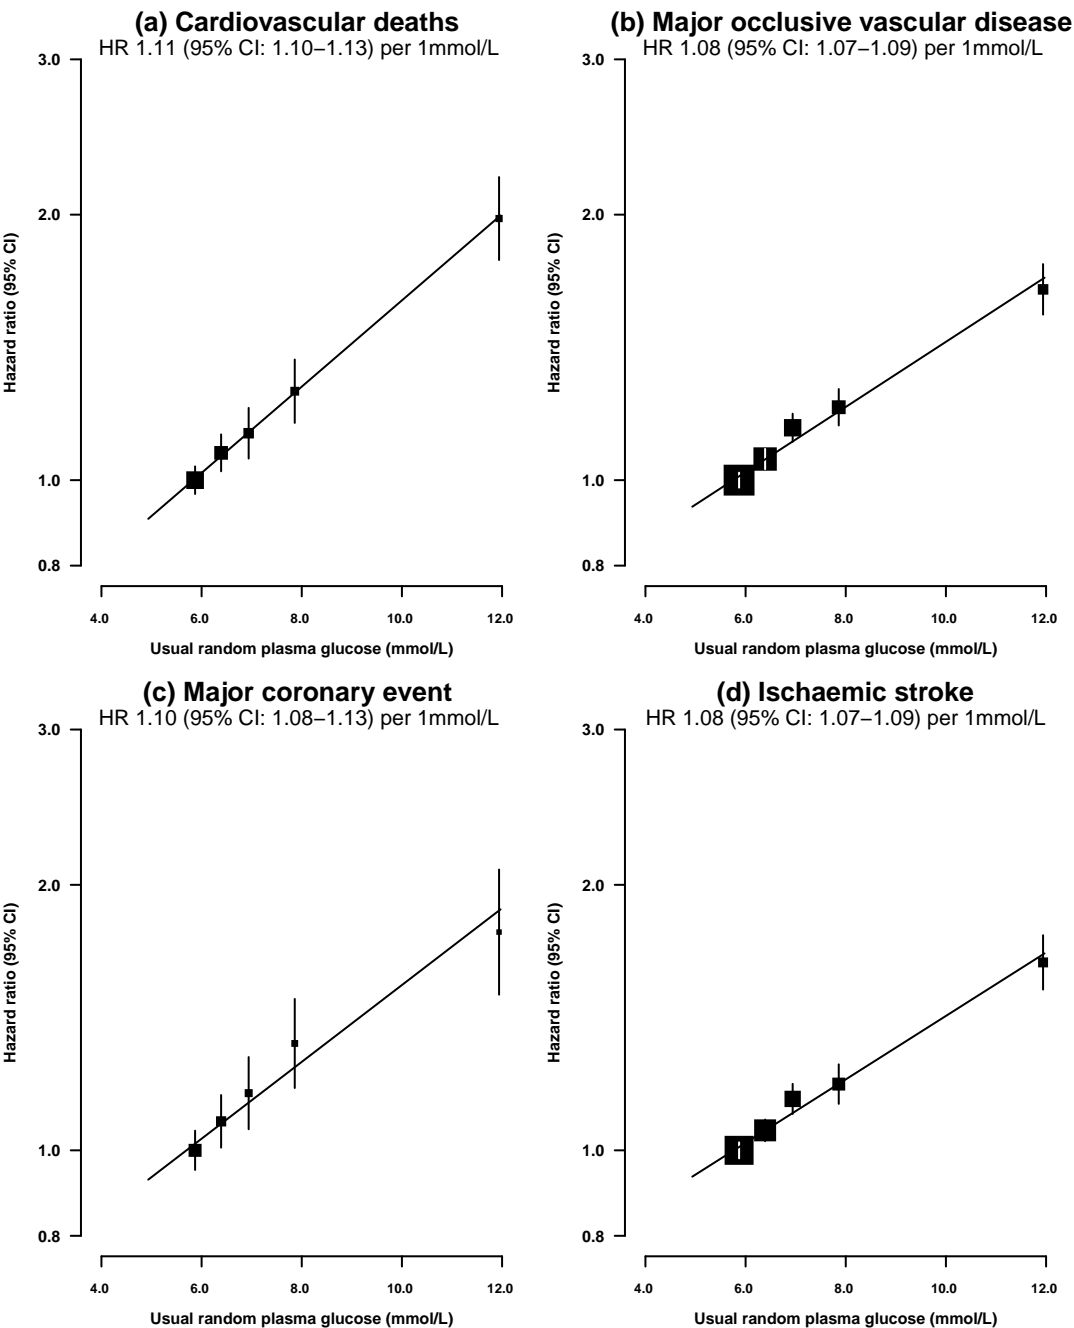 (a) Cardiovascular deaths
HR 1.11 (95% CI: 1.10–1.13) per 1mmol/L
3.0
2.0
1.0
0.8
Hazard ratio (95% CI)
4.0 6.0 8.0 10.0 12.0
Usual random plasma glucose (mmol/L)
(b) Major occlusive vascular disease
HR 1.08 (95% CI: 1.07–1.09) per 1mmol/L
3.0
2.0
1.0
0.8
Hazard ratio (95% CI)
4.0 6.0 8.0 10.0 12.0
Usual random plasma glucose (mmol/L)
(c) Major coronary event
HR 1.10 (95% CI: 1.08–1.13) per 1mmol/L
3.0
2.0
1.0
0.8
Hazard ratio (95% CI)
4.0 6.0 8.0 10.0 12.0
Usual random plasma glucose (mmol/L)
(d) Ischaemic stroke
HR 1.08 (95% CI: 1.07–1.09) per 1mmol/L
3.0
2.0
1.0
0.8
Hazard ratio (95% CI)
4.0 6.0 8.0 10.0 12.0
Usual random plasma glucose (mmol/L)